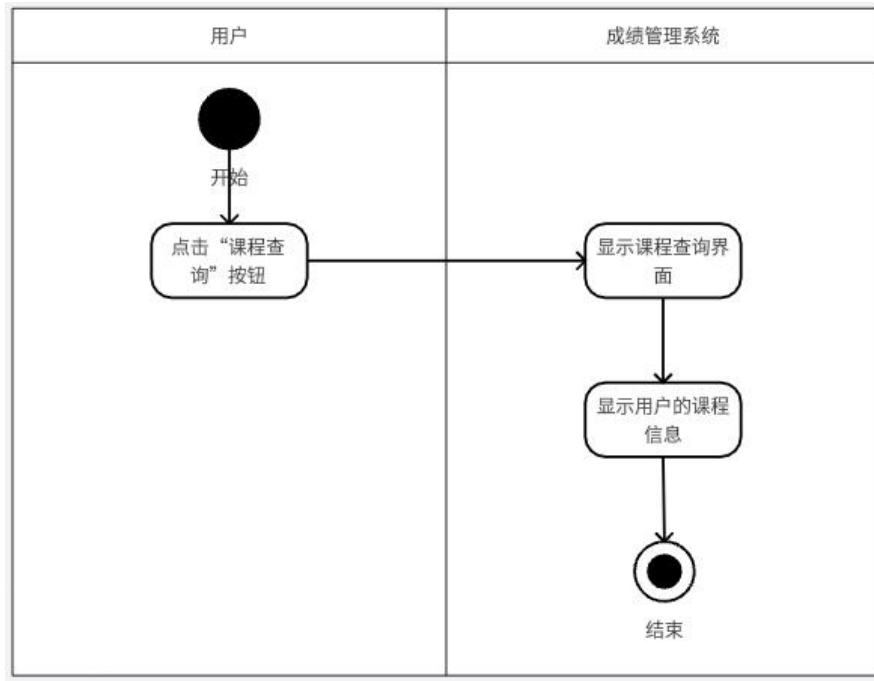 用户
成绩管理系统
开始
点击“课程查
询”按钮
显示课程查询界
面
显示用户的课程
信息
结束